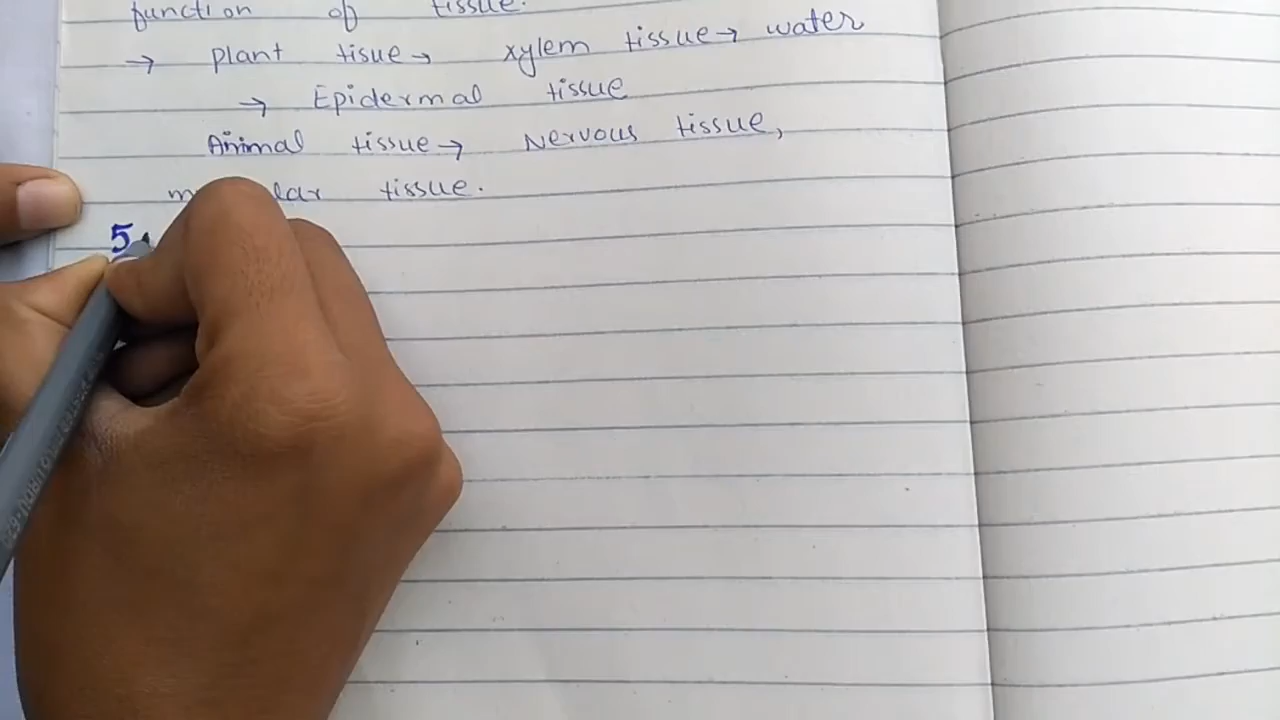 function of tissue.
→ plant tisue → xylem tissue → water
→ Epidermal tissue
Animal tissue → Nervous tissue,
tissue.
5